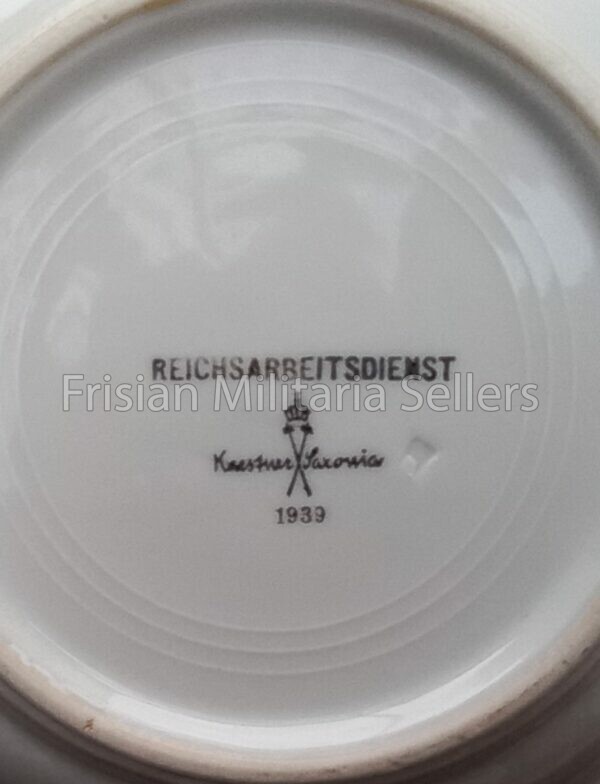 REICHSARBEITSDIENST
Frisian Militaria Sellers
Kaestner Saxonia
1939